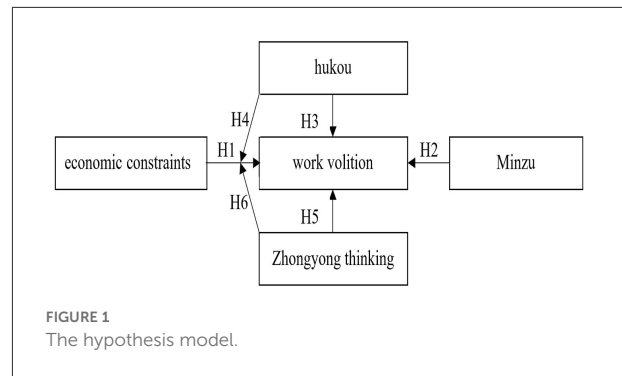 hukou
H4
H3
economic constraints
H1
work volition
H2
Minzu
H6
H5
Zhongyong thinking
FIGURE 1
The hypothesis model.